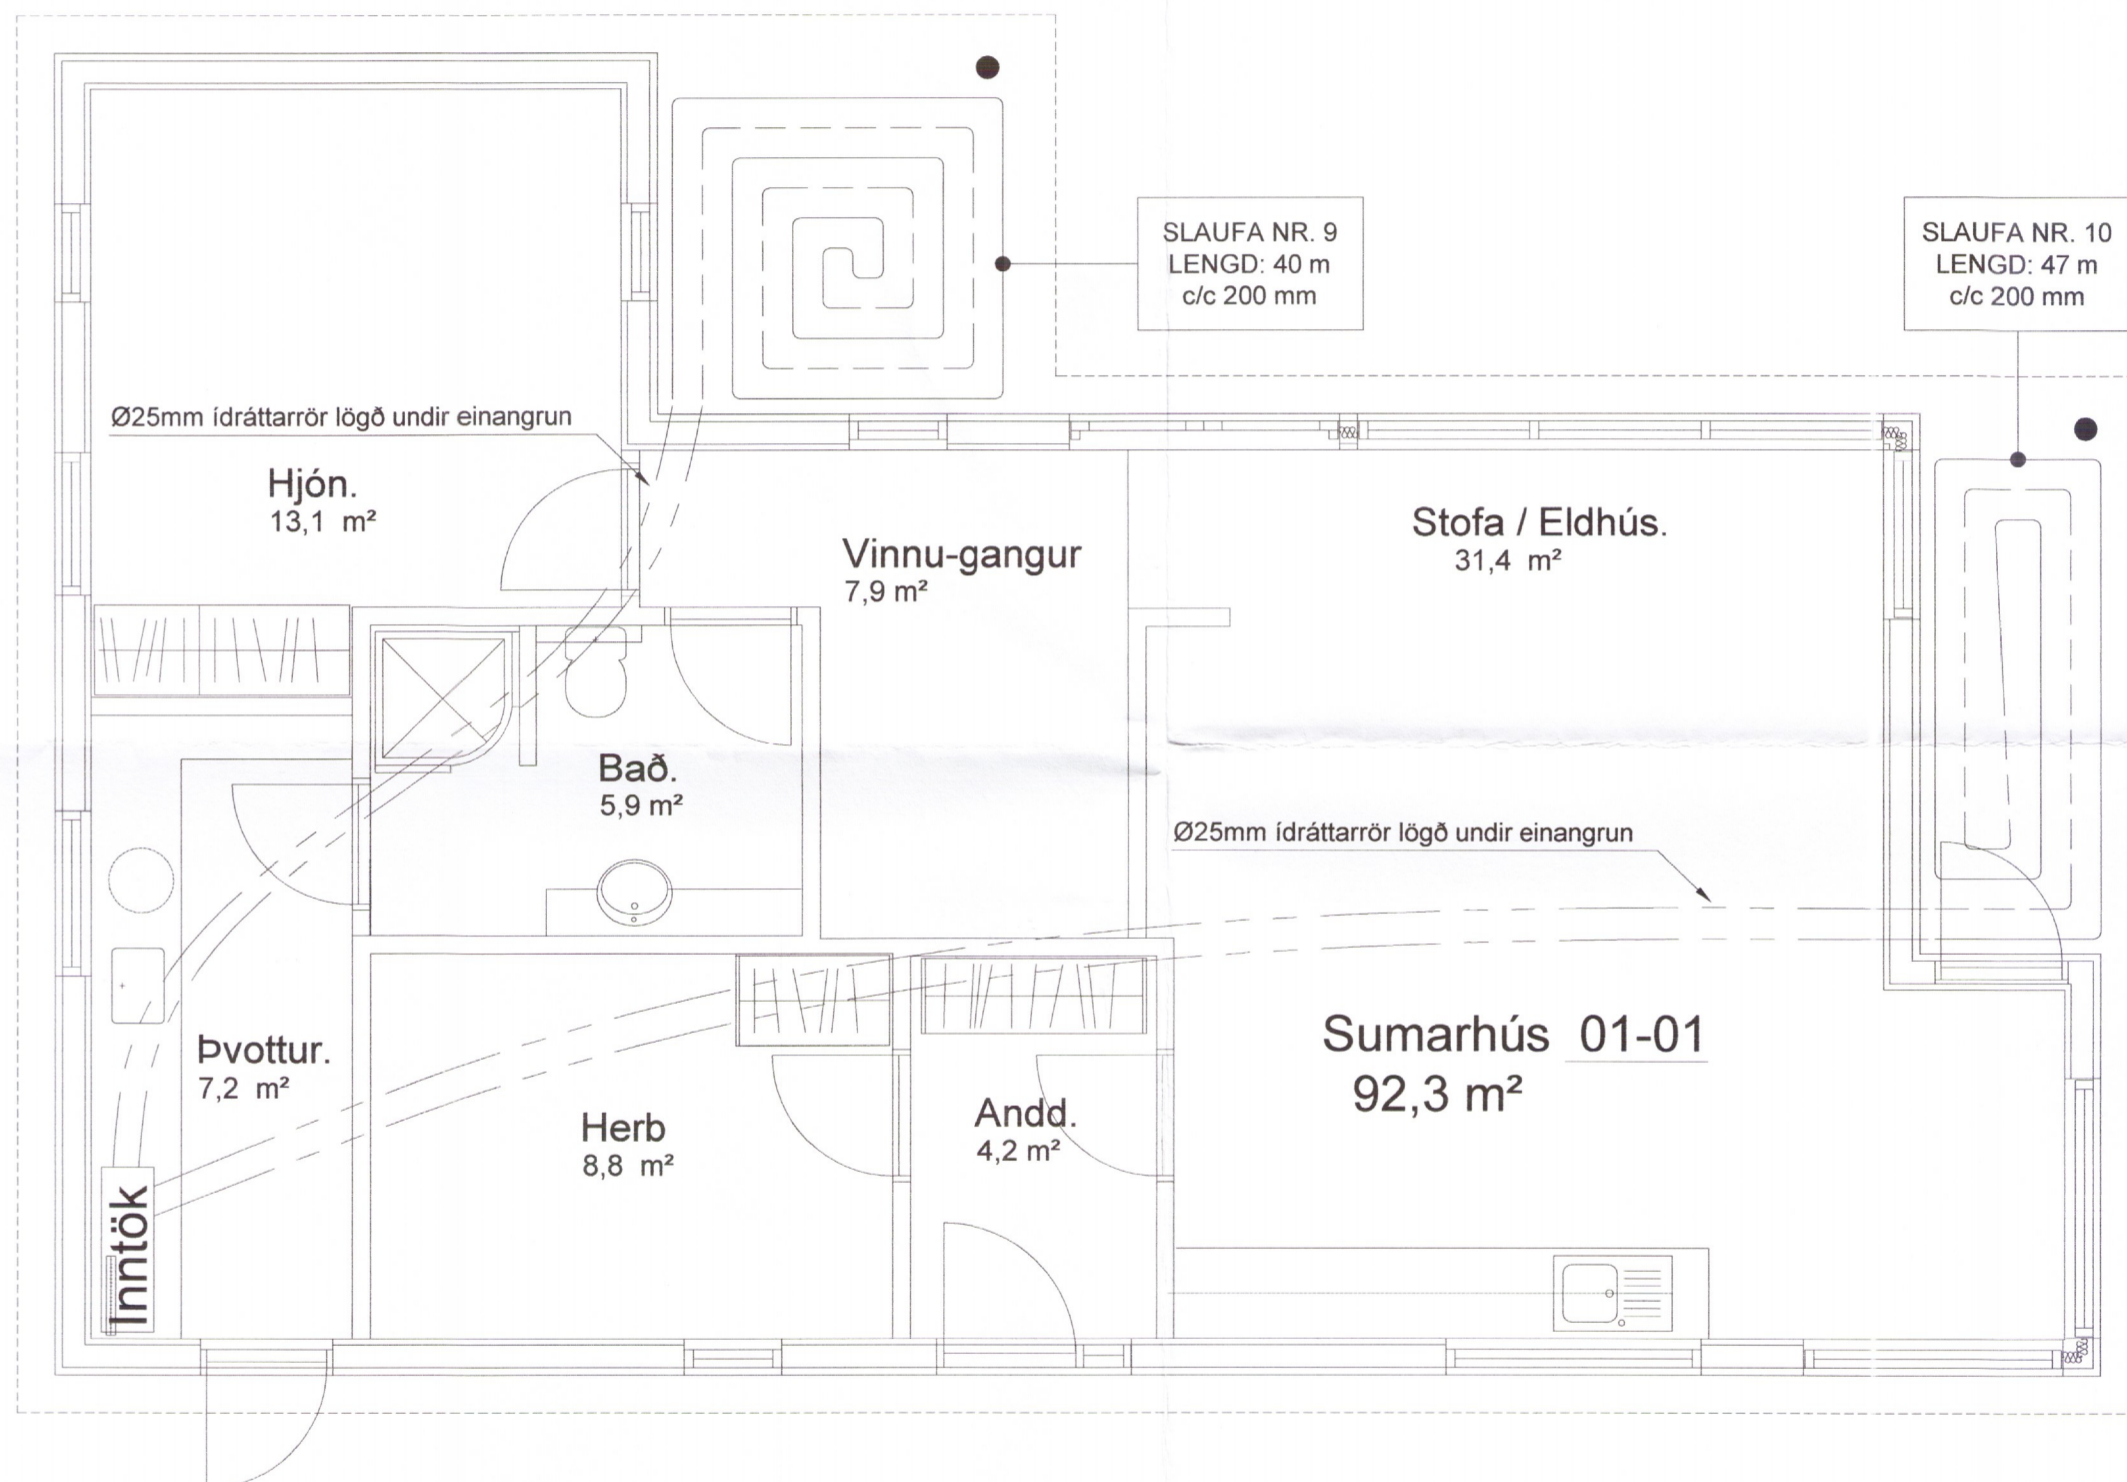 SLAUFA NR. 9
LENGD: 40 m
c/c 200 mm
SLAUFA NR. 10
LENGD: 47 m
c/c 200 mm
Ø25mm ídráttarrör lögð undir einangrun
Hjón.
13,1 m²
Vinnu-gangur
7,9 m²
Stofa / Eldhús.
31,4 m²
Bað.
5,9 m²
Ø25mm ídráttarrör lögð undir einangrun
Sumarhús 01-01
92,3 m²
Þvottur.
7,2 m²
Herb
8,8 m²
Andd.
4,2 m²
Inntök